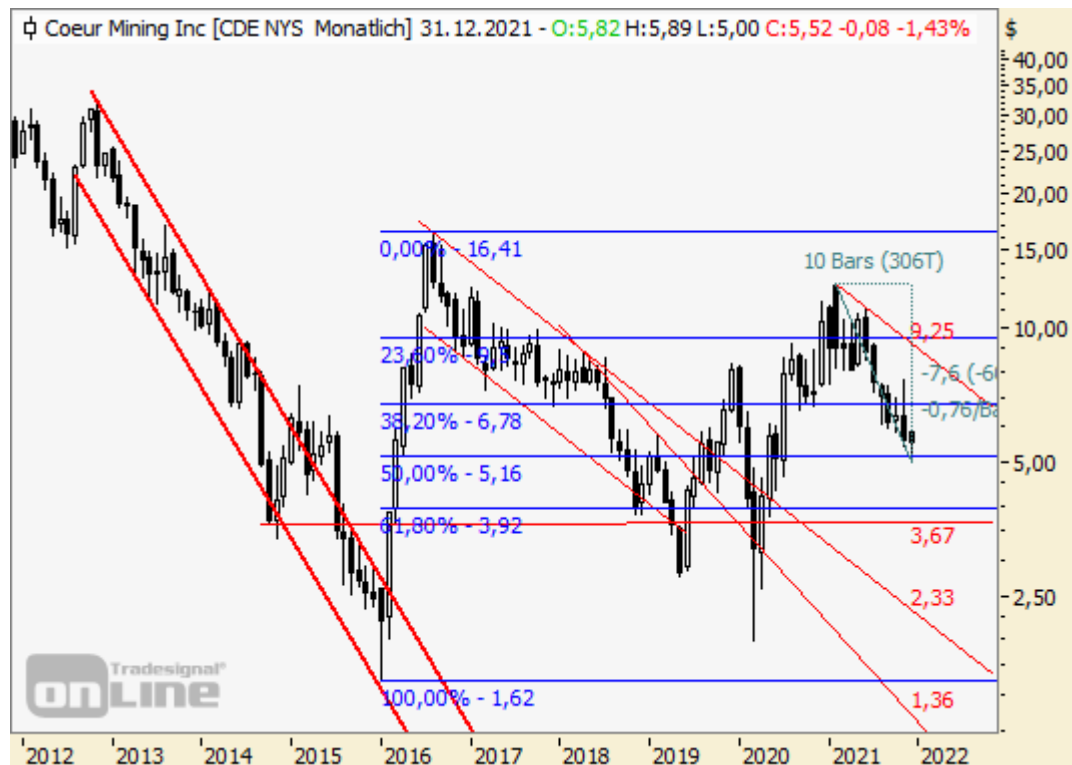 Coeur Mining Inc [CDE NYS Monatlich] 31.12.2021 - O:5,82 H:5,89 L:5,00 C:5,52 -0,08 -1,43%
$
40,00
35,00
30,00
25,00
20,00
15,00
10,00
5,00
2,50
0,00% - 16,41
10 Bars (306T)
9,25
23,60% -
-7,6
-0,76/Ba
38,20% - 6,78
50,00% - 5,16
61,80% - 3,92
3,67
2,33
100,00% - 1,62
1,36
Tradesignal®
onLine
2012 2013 2014 2015 2016 2017 2018 2019 2020 2021 2022